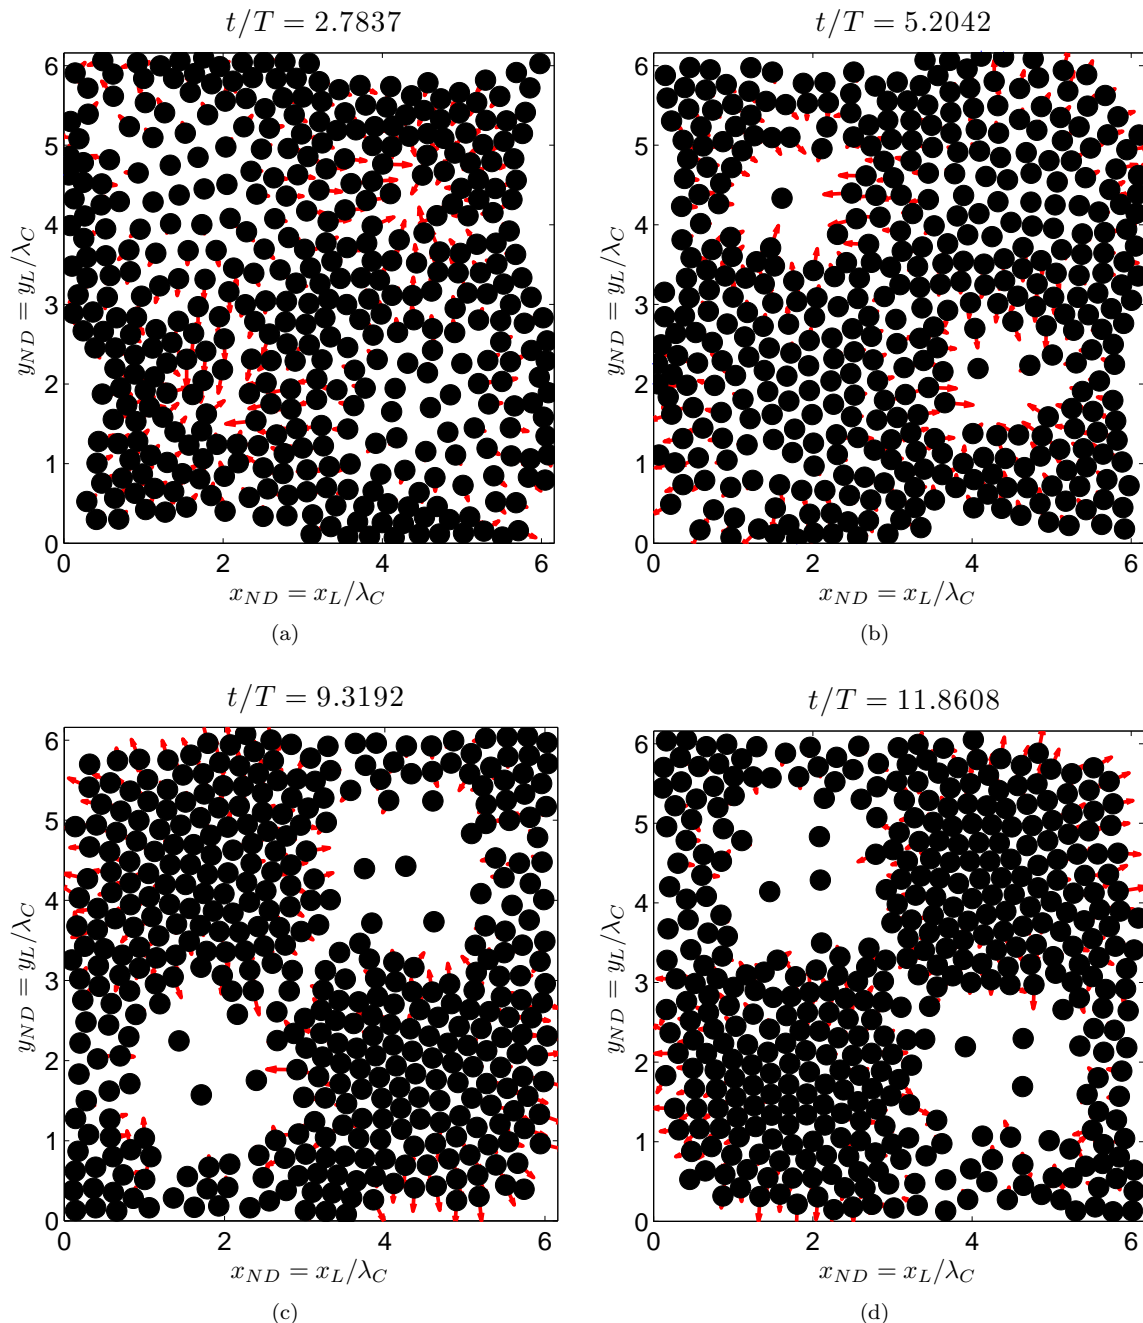 t/T = 2.7837
t/T = 5.2042
6
5
4
3
2
1
0
y_{ND} = y_L/λ_C
0 2 4 6
x_{ND} = x_L/λ_C
(a)
6
5
4
3
2
1
0
y_{ND} = y_L/λ_C
0 2 4 6
x_{ND} = x_L/λ_C
(b)
t/T = 9.3192
t/T = 11.8608
6
5
4
3
2
1
0
y_{ND} = y_L/λ_C
0 2 4 6
x_{ND} = x_L/λ_C
(c)
6
5
4
3
2
1
0
y_{ND} = y_L/λ_C
0 2 4 6
x_{ND} = x_L/λ_C
(d)